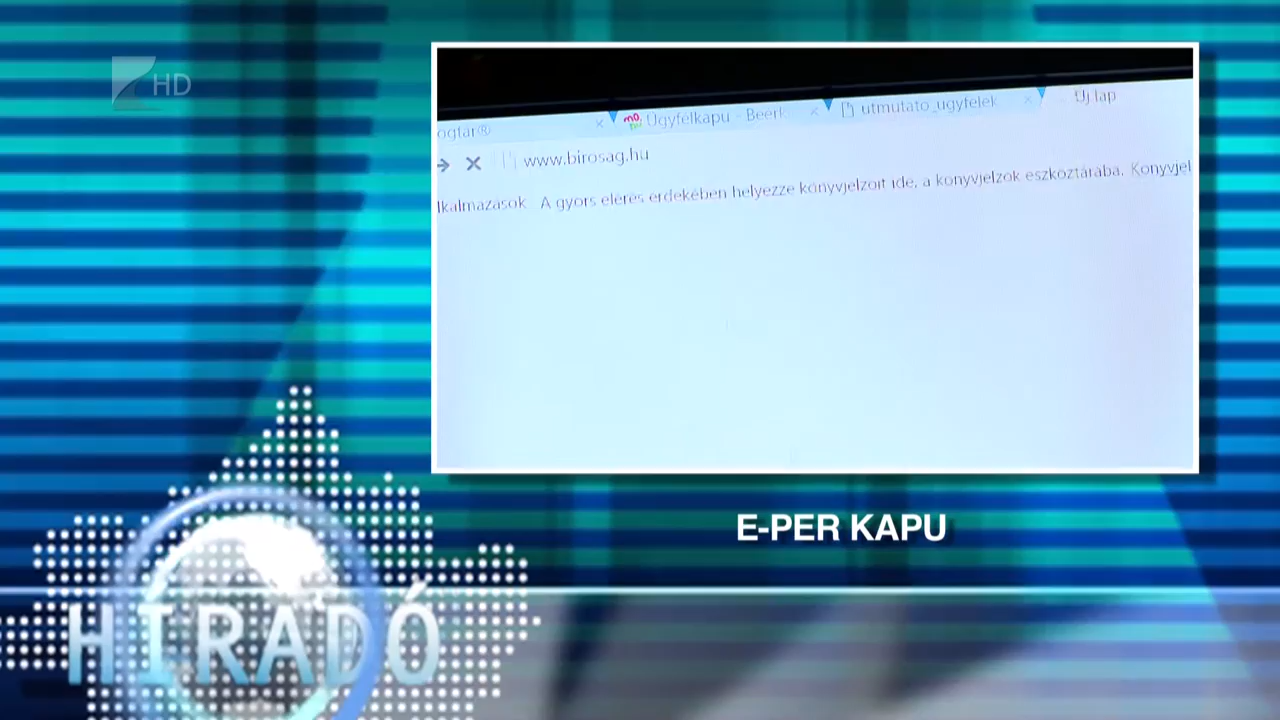 HD
ogtár®
Ügyfélkapu - Beérk
utmutato_ugyfelek
Új lap
www.birosag.hu
lkalmazások A gyors elérés érdekében helyezze könyvjelzőit ide, a könyvjelzők eszköztárába. Könyvjel
E-PER KAPU
HÍRADÓ